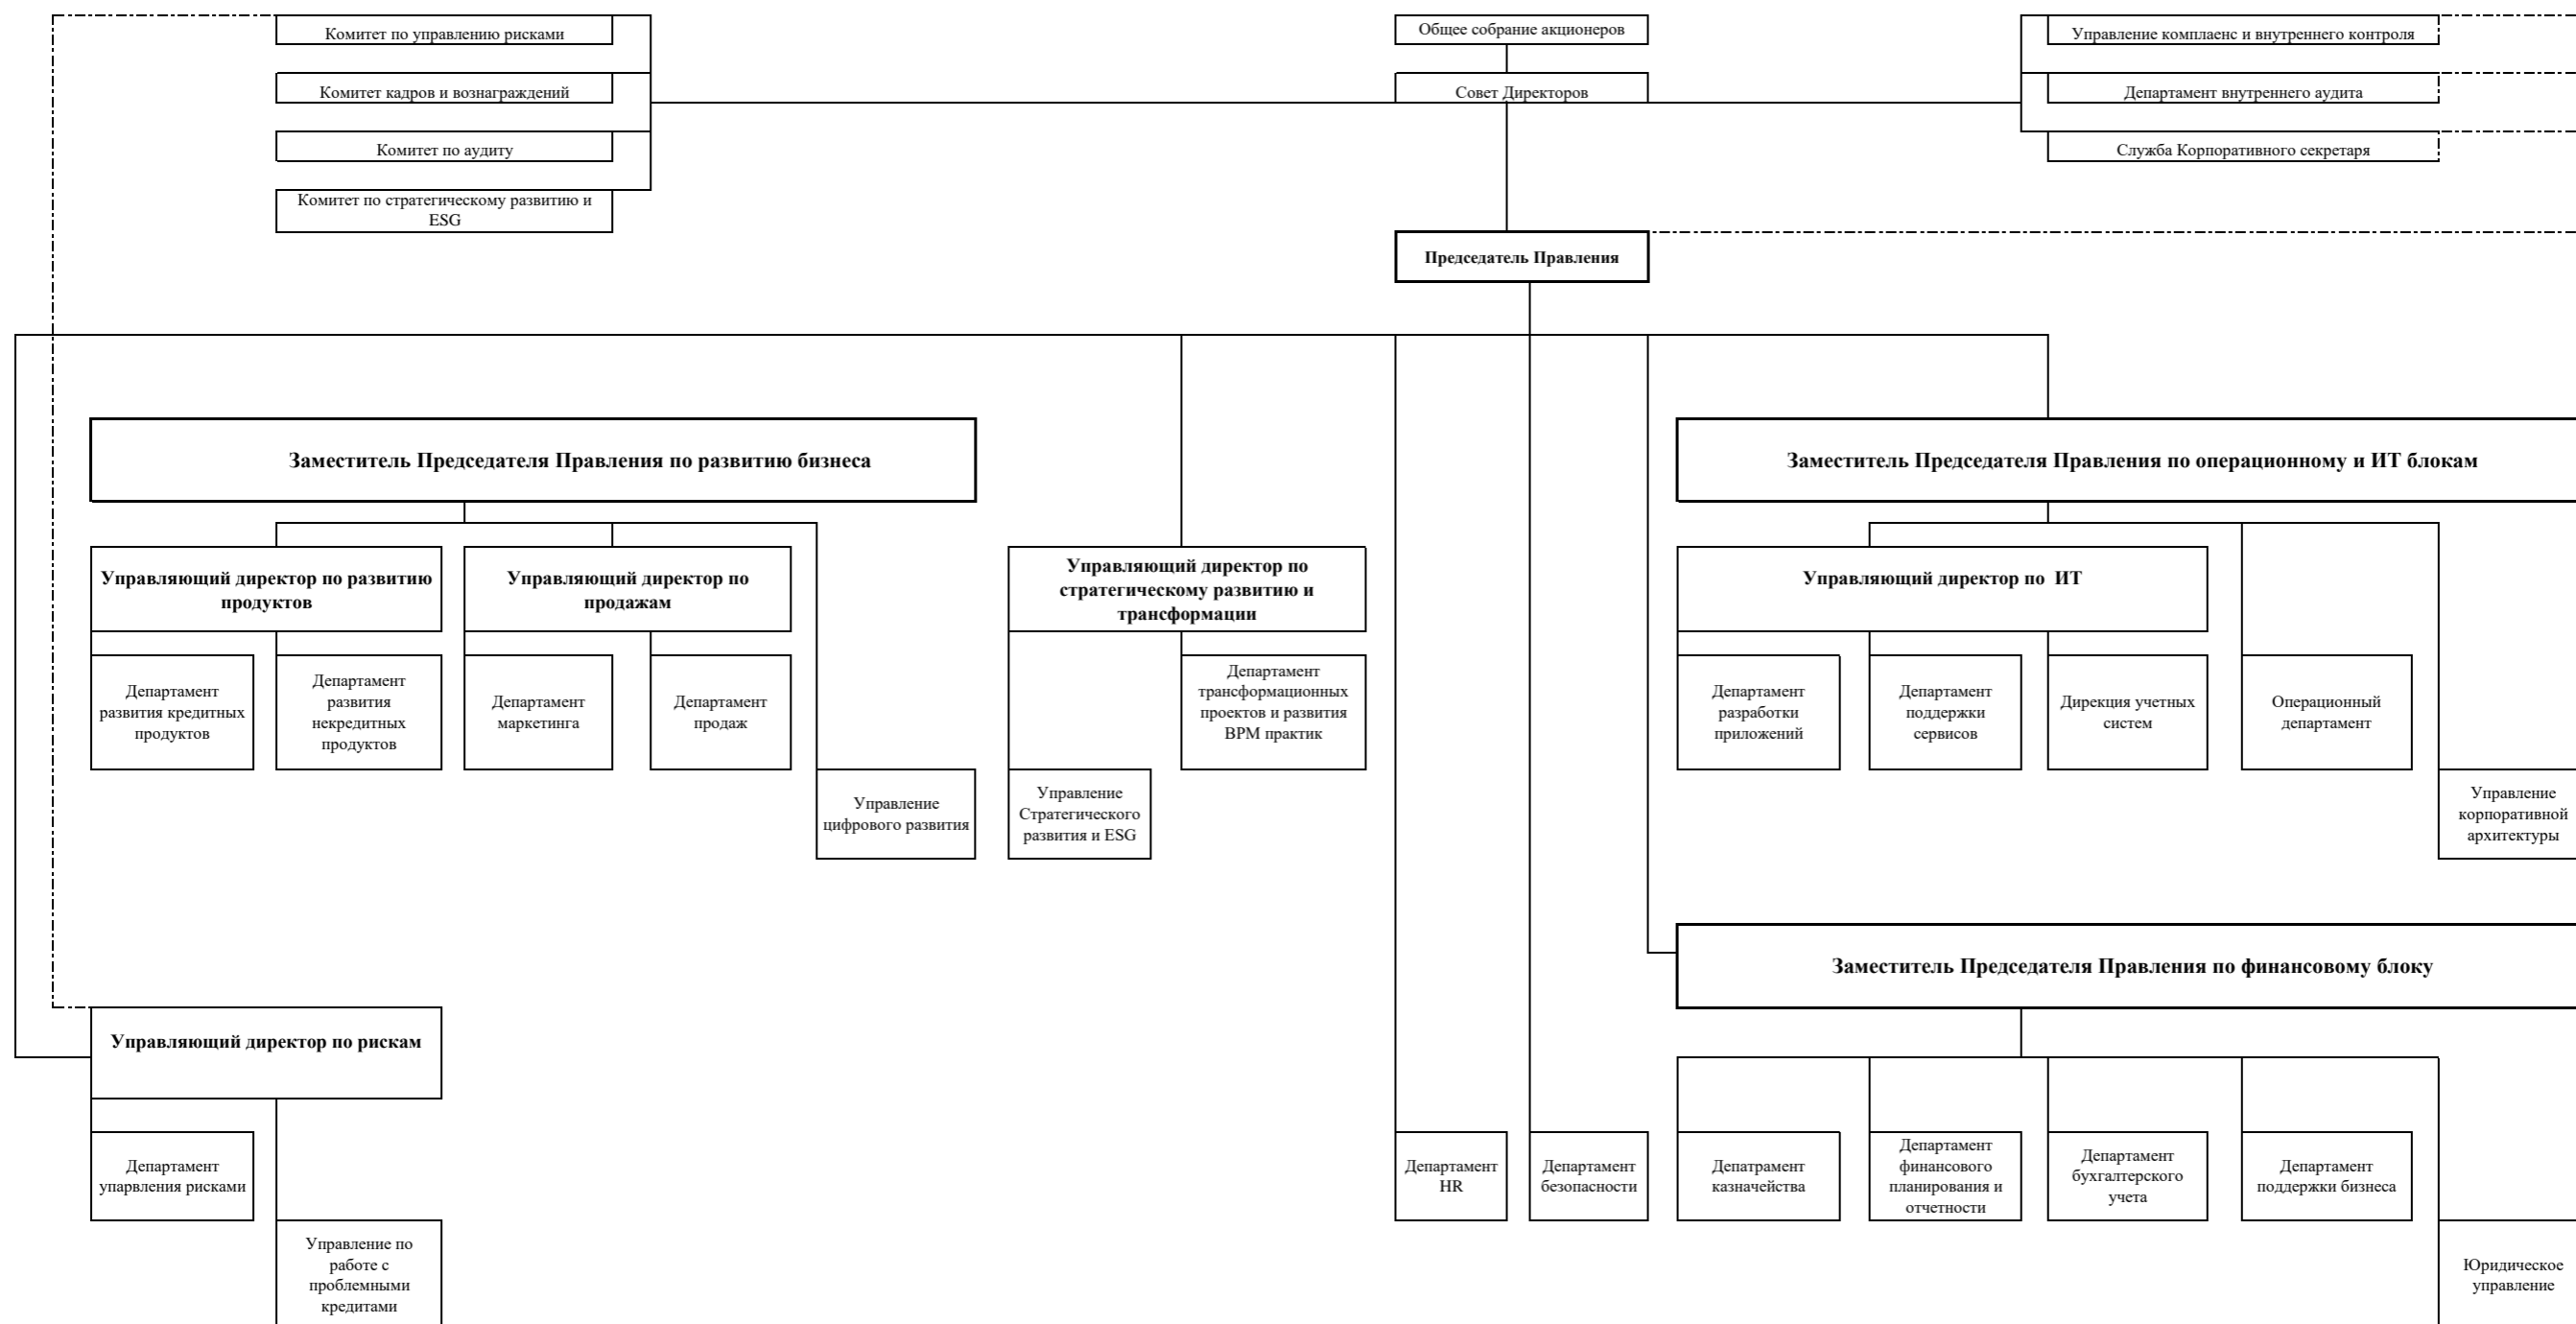 Комитет по управлению рисками
Общее собрание акционеров
Управление комплаенс и внутреннего контроля
Комитет кадров и вознаграждений
Совет Директоров
Департамент внутреннего аудита
Комитет по аудиту
Служба Корпоративного секретаря
Комитет по стратегическому развитию и
ESG
Председатель Правления
Заместитель Председателя Правления по развитию бизнеса
Заместитель Председателя Правления по операционному и ИТ блокам
Управляющий директор по развитию
продуктов
Управляющий директор по
продажам
Управляющий директор по
стратегическому развитию и
трансформации
Управляющий директор по  ИТ
Департамент
развития кредитных
продуктов
Департамент
развития
некредитных
продуктов
Департамент
маркетинга
Департамент
продаж
Департамент
трансформационных
проектов и развития
BPM практик
Департамент
разработки
приложений
Департамент
поддержки
сервисов
Дирекция учетных
систем
Операционный
департамент
Управление
цифрового развития
Управление
Стратегического
развития и ESG
Управление
корпоративной
архитектуры
Заместитель Председателя Правления по финансовому блоку
Управляющий директор по рискам
Департамент
упарвления рисками
Департамент
HR
Департамент
безопасности
Депатрамент
казначейства
Департамент
финансового
планирования и
отчетности
Департамент
бухгалтерского
учета
Департамент
поддержки бизнеса
Управление по
работе с
проблемными
кредитами
Юридическое
управление